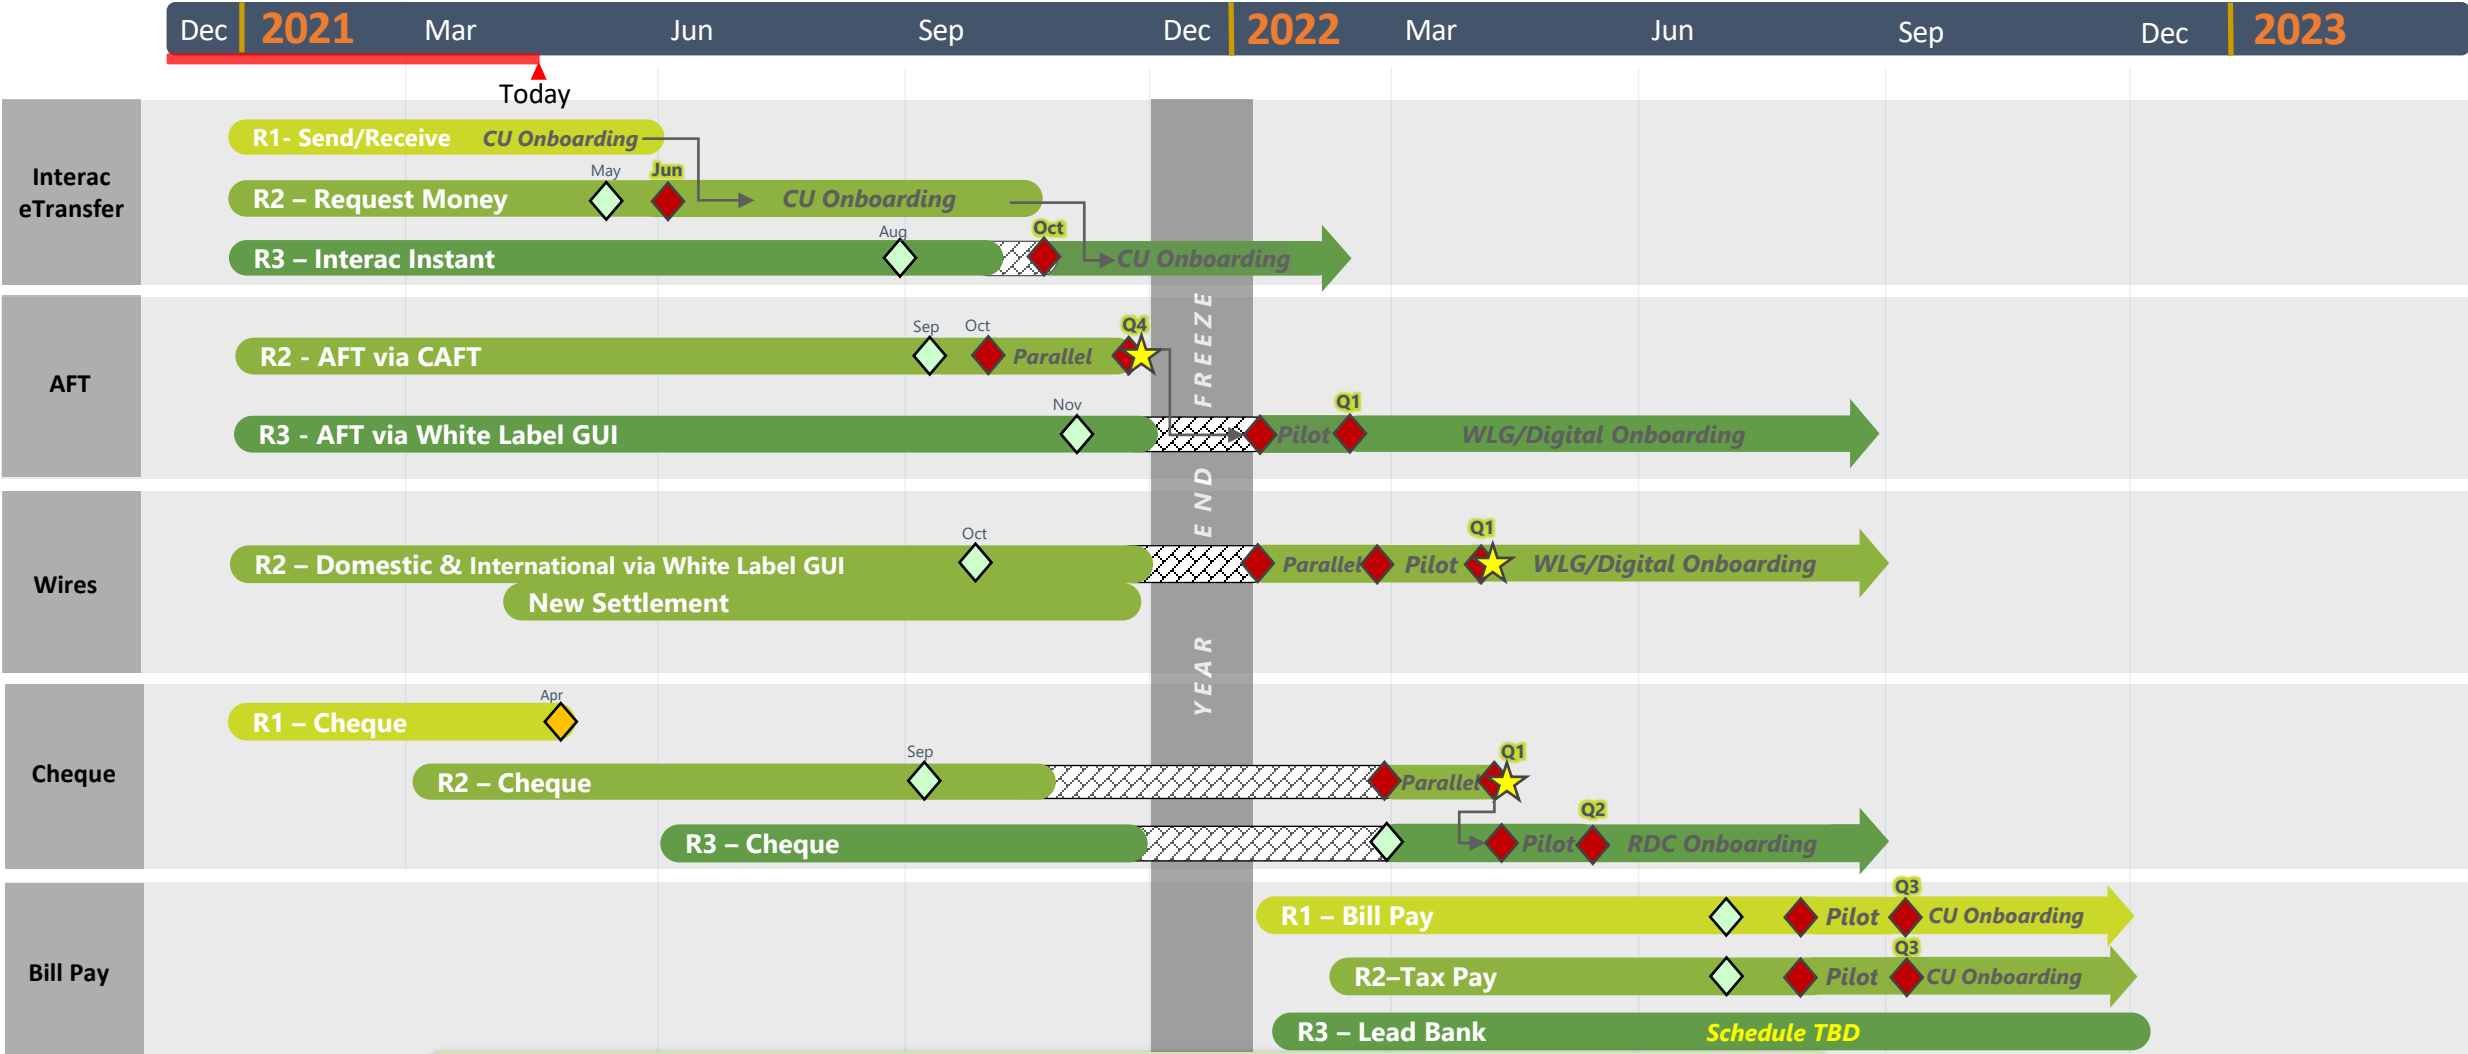 Dec 2021 Mar Jun Sep Dec 2022 Mar Jun Sep Dec 2023
Today
Interac
eTransfer
R1- Send/Receive CU Onboarding
May Jun
R2 – Request Money CU Onboarding
Aug Oct
R3 – Interac Instant CU Onboarding
YEAR END FREEZE
AFT
Sep Oct Q4
R2 - AFT via CAFT Parallel
Nov Q1
R3 - AFT via White Label GUI Pilot WLG/Digital Onboarding
Wires
Oct Q1
R2 – Domestic & International via White Label GUI Parallel Pilot WLG/Digital Onboarding
New Settlement
Cheque
Apr
R1 – Cheque
Sep Q1
R2 – Cheque Parallel
Q2
R3 – Cheque Pilot RDC Onboarding
Bill Pay
Q3
R1 – Bill Pay Pilot CU Onboarding
Q3
R2–Tax Pay Pilot CU Onboarding
R3 – Lead Bank Schedule TBD